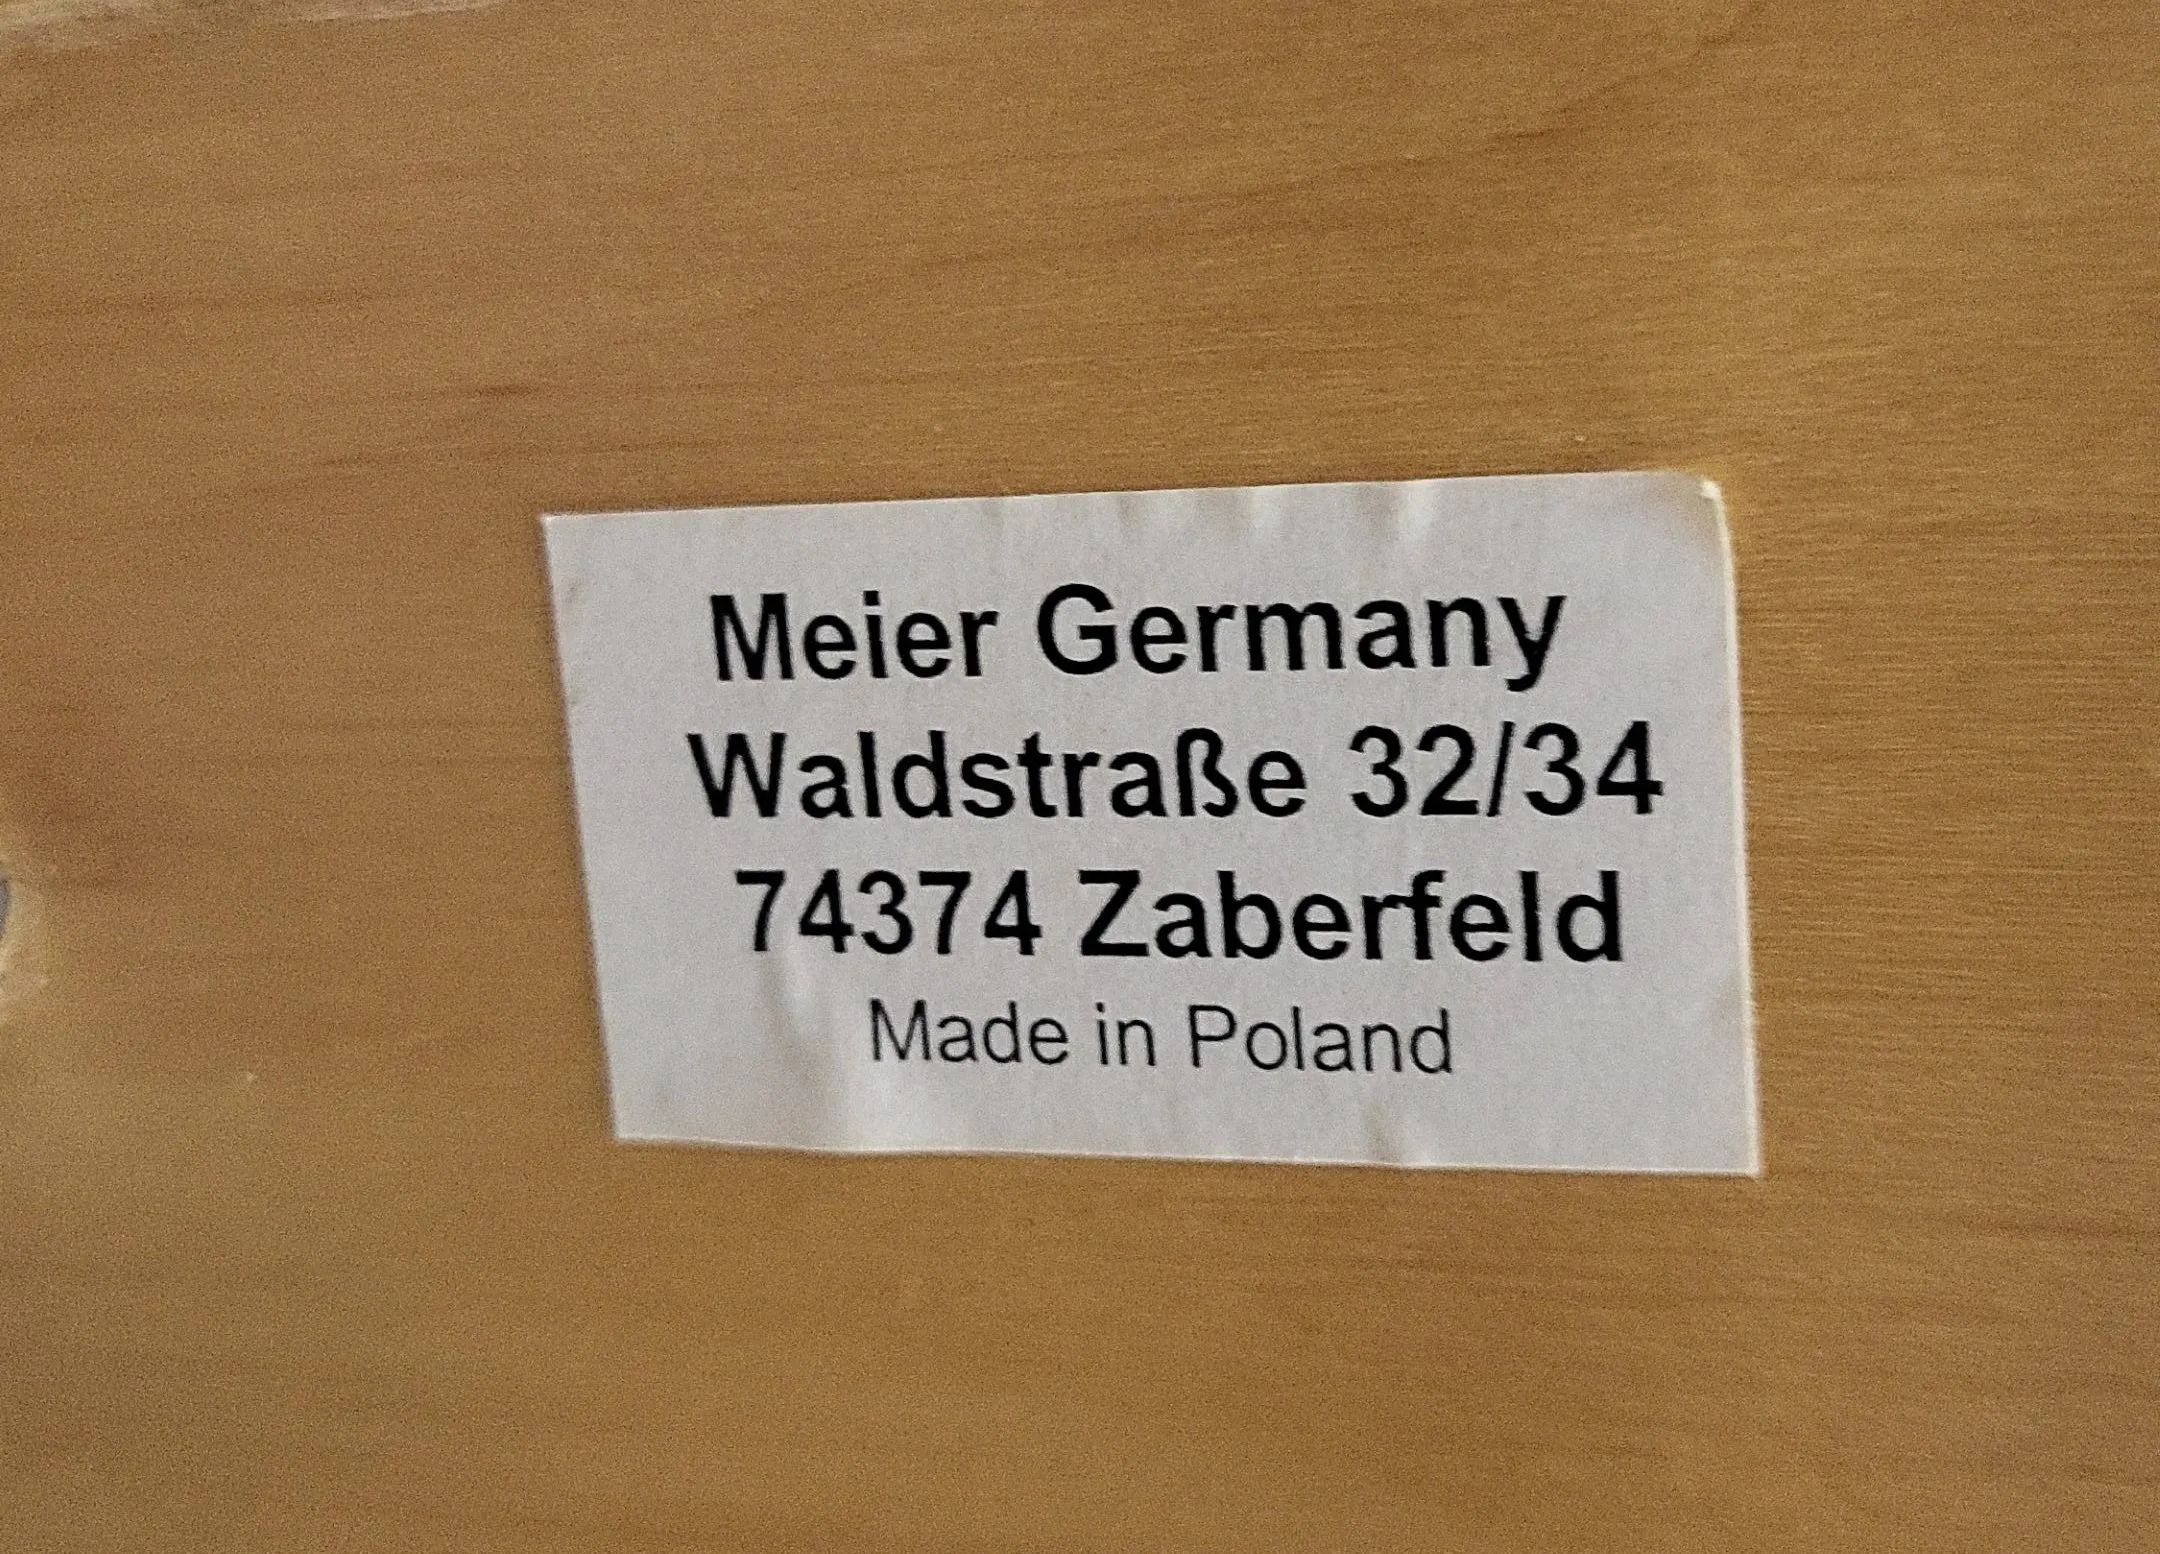 Meier Germany
Waldstraße 32/34
74374 Zaberfeld
Made in Poland